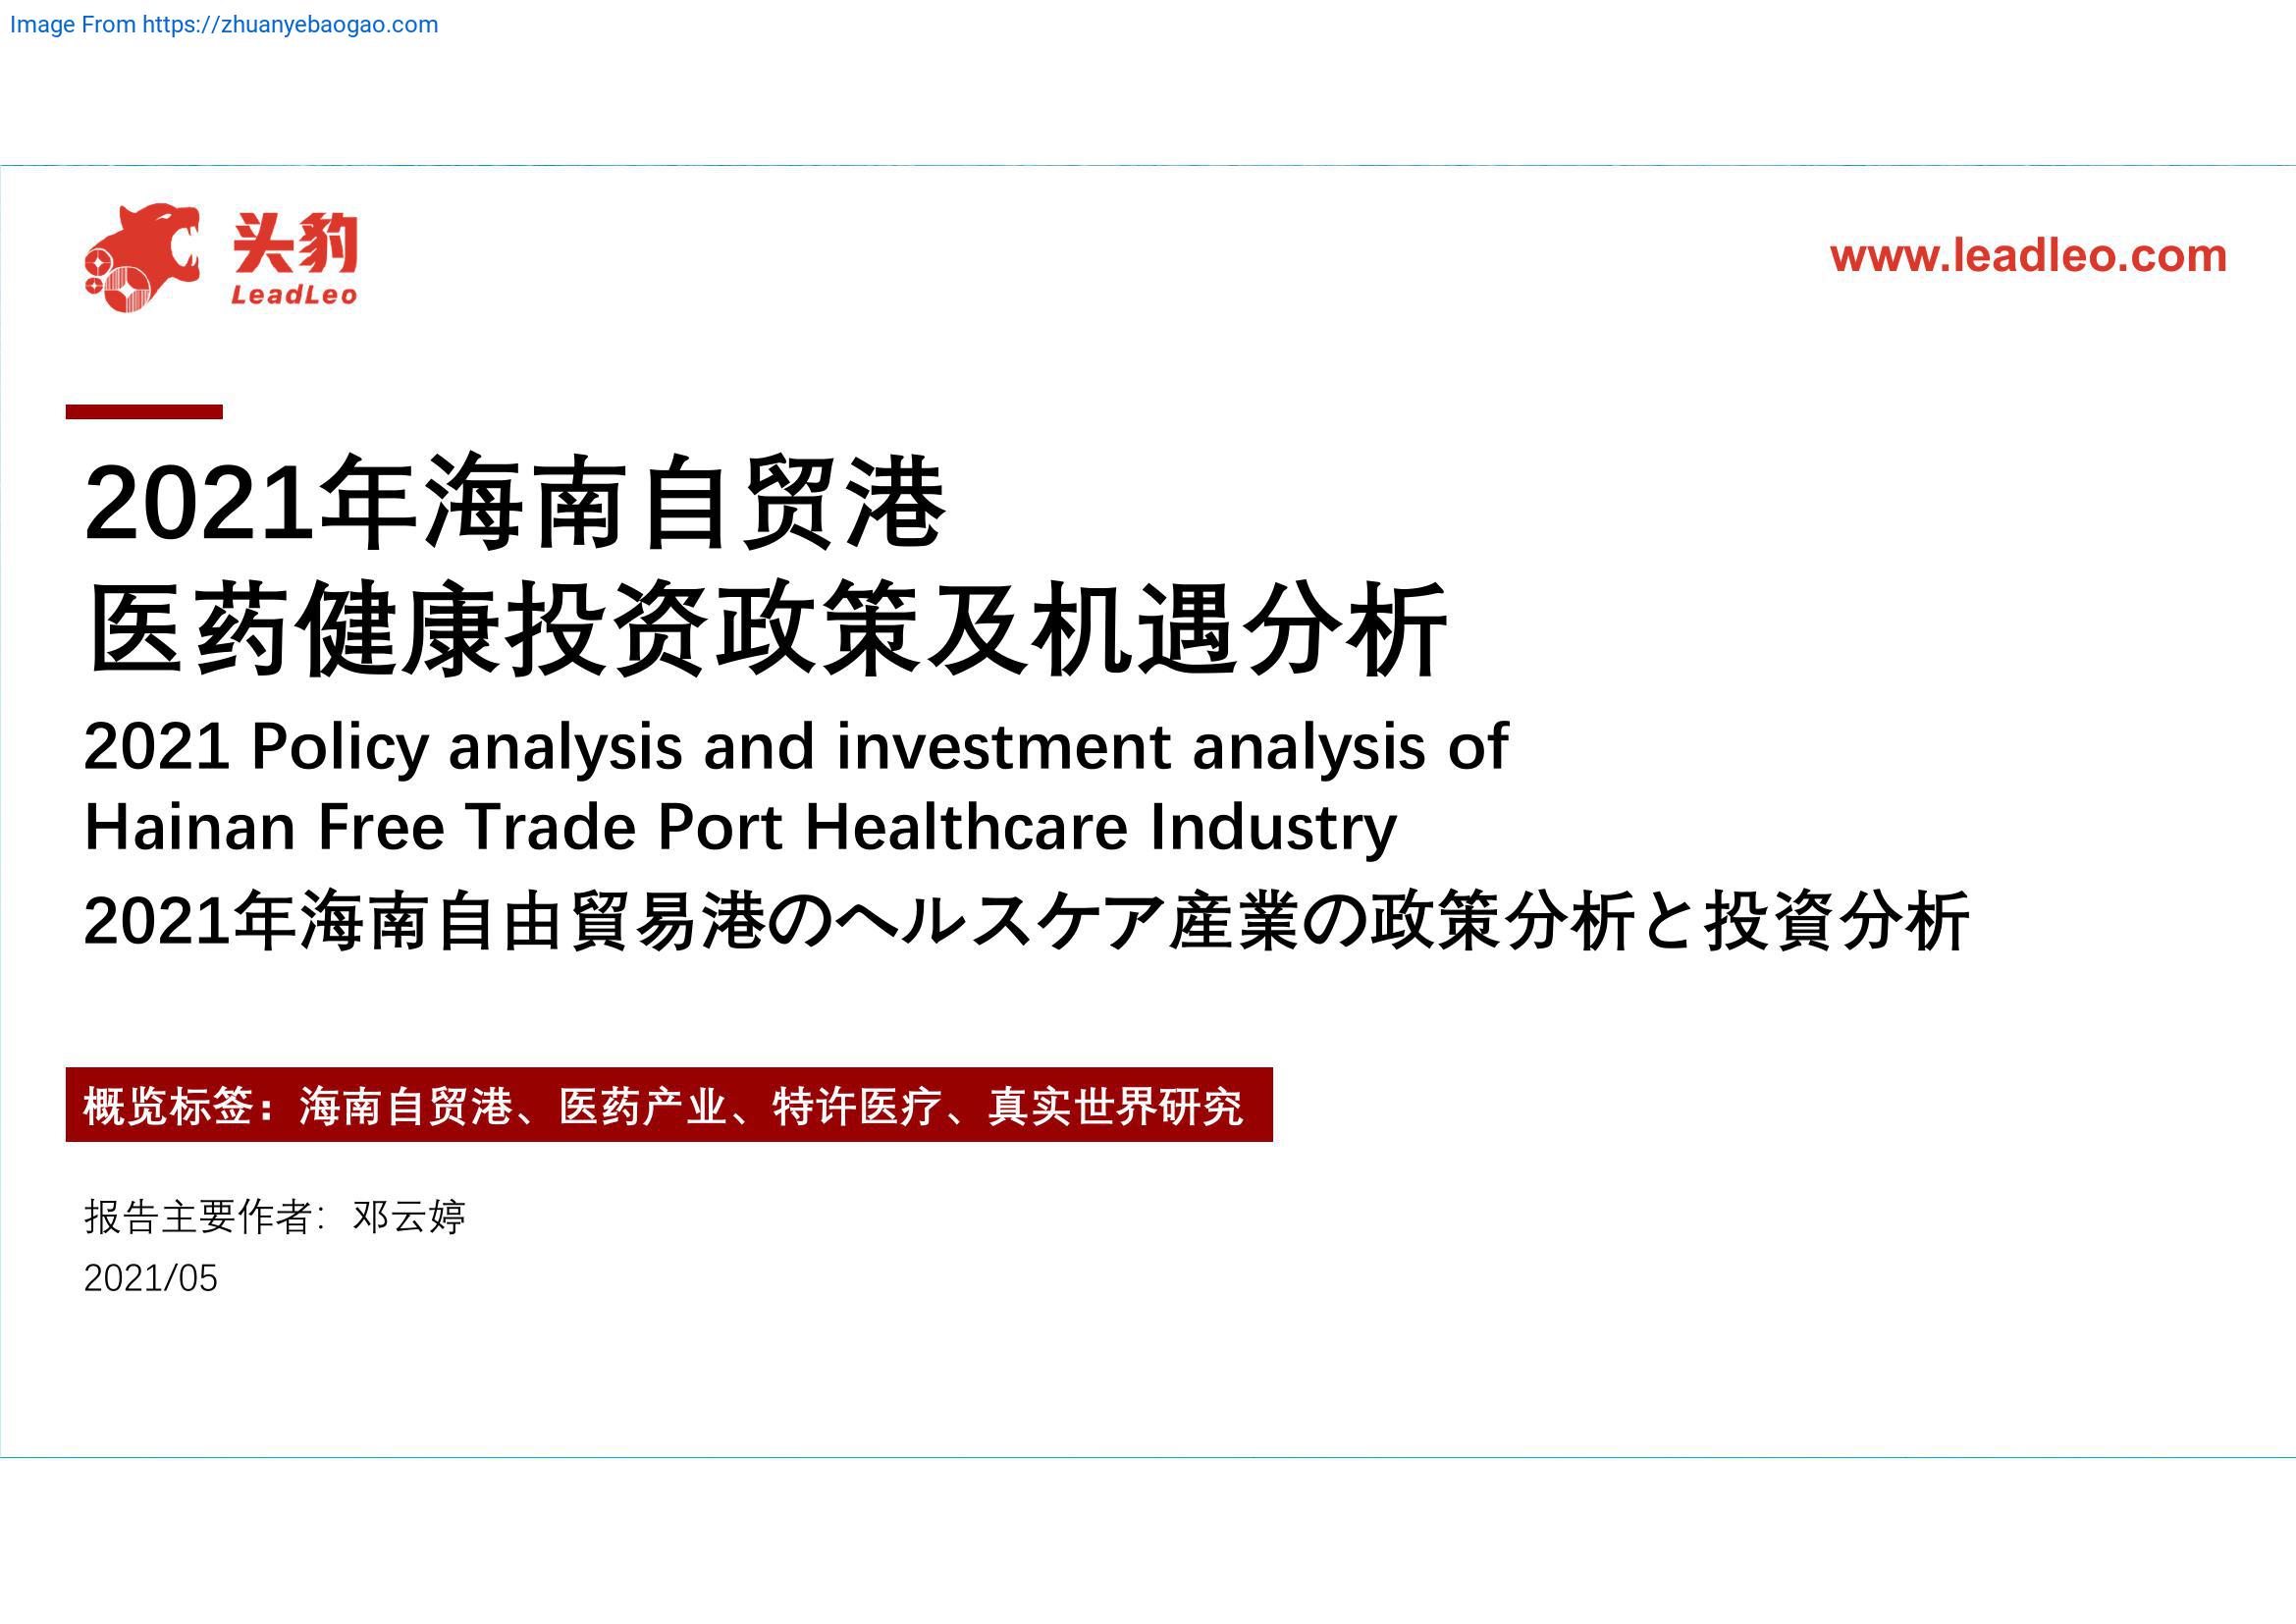 Image From https://zhuanyebaogao.com
头豹
LeadLeo
www.leadleo.com
2021年海南自贸港
医药健康投资政策及机遇分析
2021 Policy analysis and investment analysis of
Hainan Free Trade Port Healthcare Industry
2021年海南自由貿易港のヘルスケア産業の政策分析と投資分析
概览标签：海南自贸港、医药产业、特许医疗、真实世界研究
报告主要作者：邓云婷
2021/05